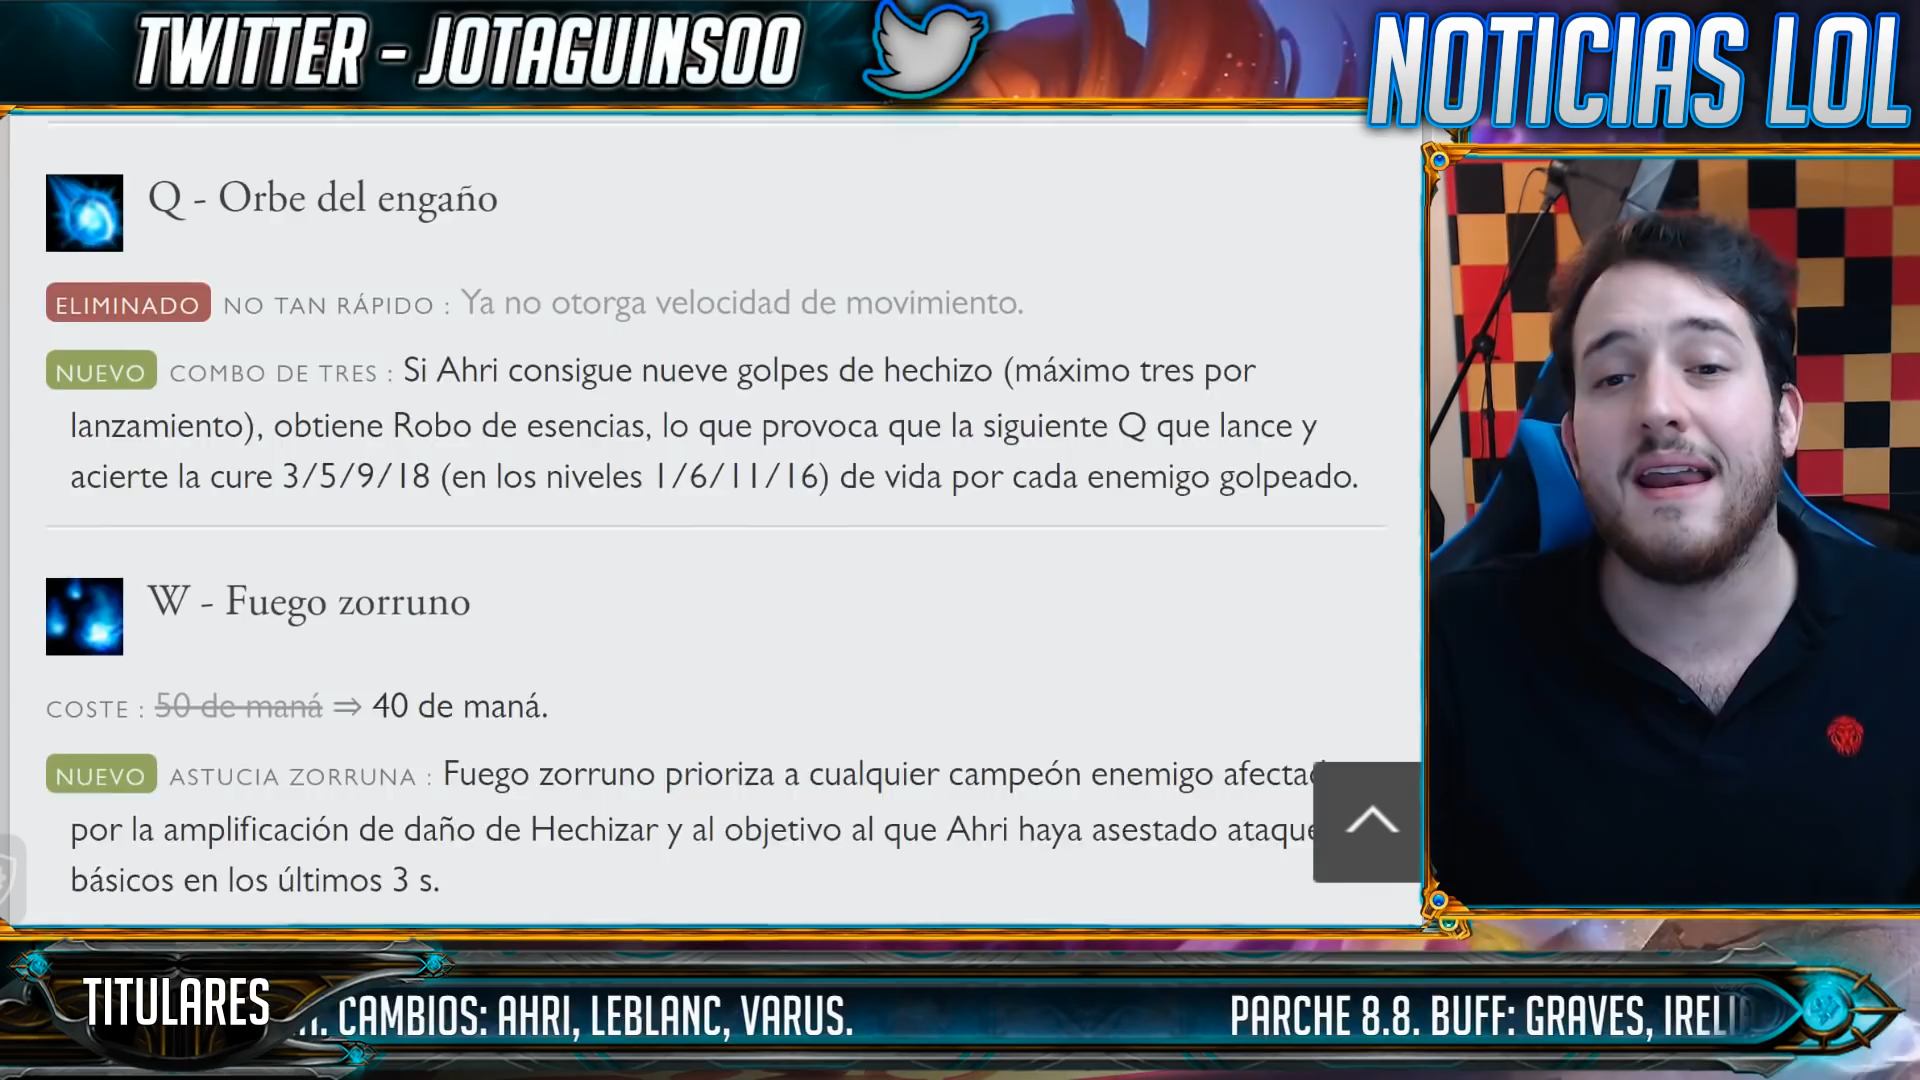 TWITTER - JOTAGUINSOO
NOTICIAS LOL
Q - Orbe del engaño
ELIMINADO NO TAN RÁPIDO : Ya no otorga velocidad de movimiento.
NUEVO COMBO DE TRES : Si Ahri consigue nueve golpes de hechizo (máximo tres por
lanzamiento), obtiene Robo de esencias, lo que provoca que la siguiente Q que lance y
acierte la cure 3/5/9/18 (en los niveles 1/6/11/16) de vida por cada enemigo golpeado.
W - Fuego zorruno
COSTE : 50 de maná ⇒ 40 de maná.
NUEVO ASTUCIA ZORRUNA : Fuego zorruno prioriza a cualquier campeón enemigo
por la amplificación de daño de Hechizar y al objetivo al que Ahri haya asestado
básicos en los últimos 3 s.
TITULARES
CAMBIOS: AHRI, LEBLANC, VARUS.
PARCHE 8.8. BUFF: GRAVES,